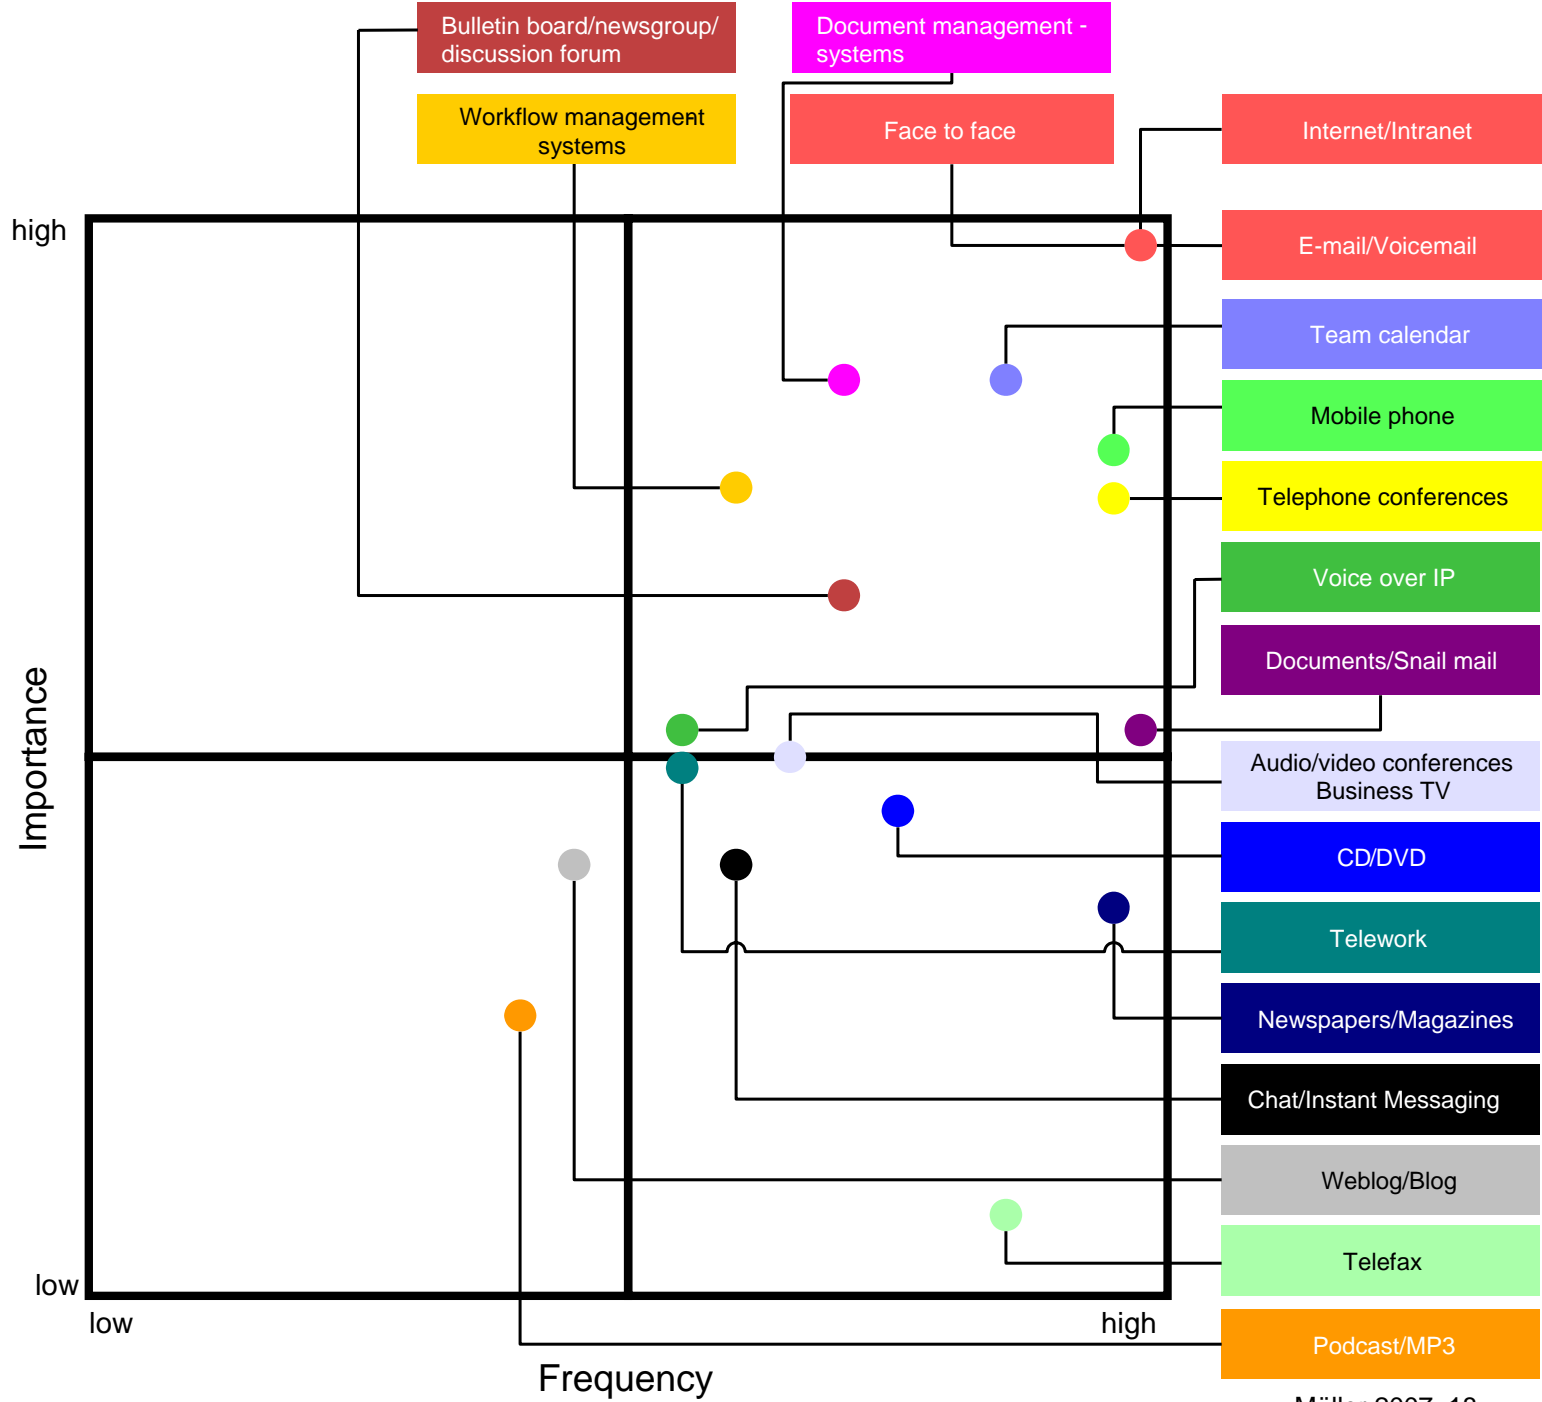 Bulletin board/newsgroup/
discussion forum
Document management -
systems
Workflow management
systems
Face to face
Internet/Intranet
high
E-mail/Voicemail
Team calendar
Mobile phone
Telephone conferences
Voice over IP
Documents/Snail mail
Importance
Audio/video conferences
Business TV
CD/DVD
Telework
Newspapers/Magazines
Chat/Instant Messaging
Weblog/Blog
Telefax
low
low
high
Podcast/MP3
Frequency